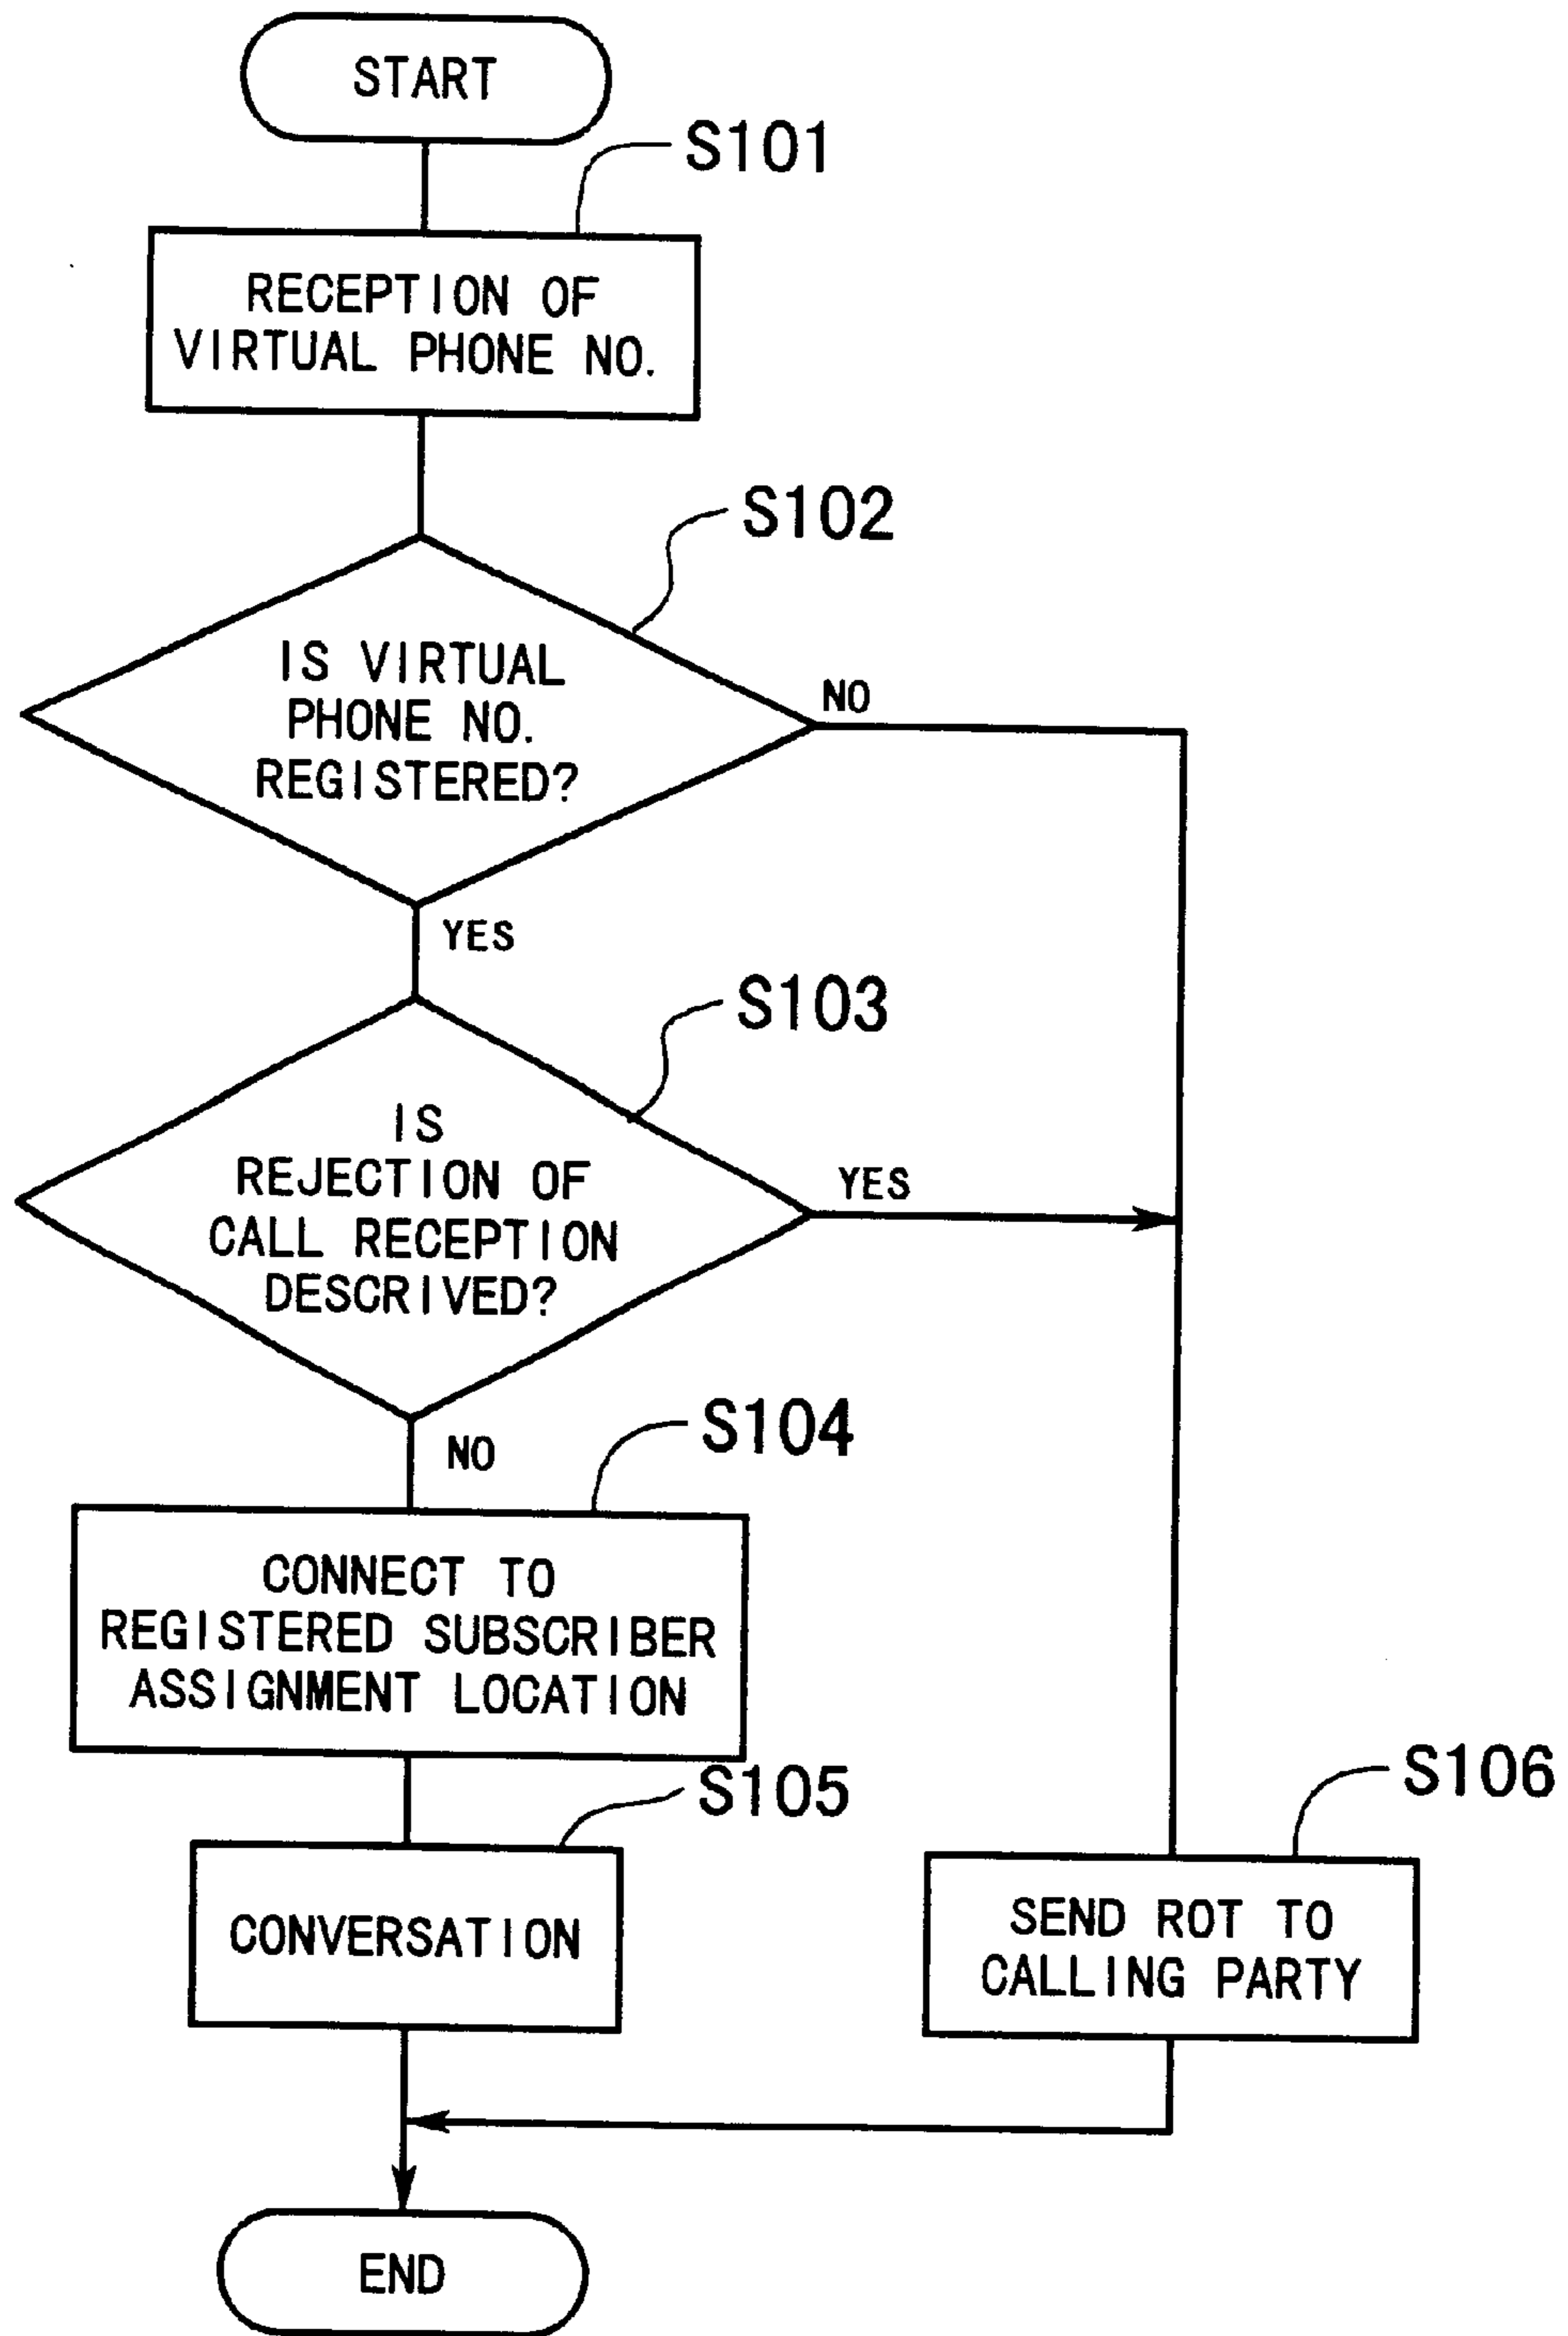 START
S101
RECEPTION OF
VIRTUAL PHONE NO.
S102
IS VIRTUAL
PHONE NO.
REGISTERED?
NO
YES
S103
IS
REJECTION OF
CALL RECEPTION
DESCRIVED?
YES
NO
S104
CONNECT TO
REGISTERED SUBSCRIBER
ASSIGNMENT LOCATION
S105
CONVERSATION
S106
SEND ROT TO
CALLING PARTY
END